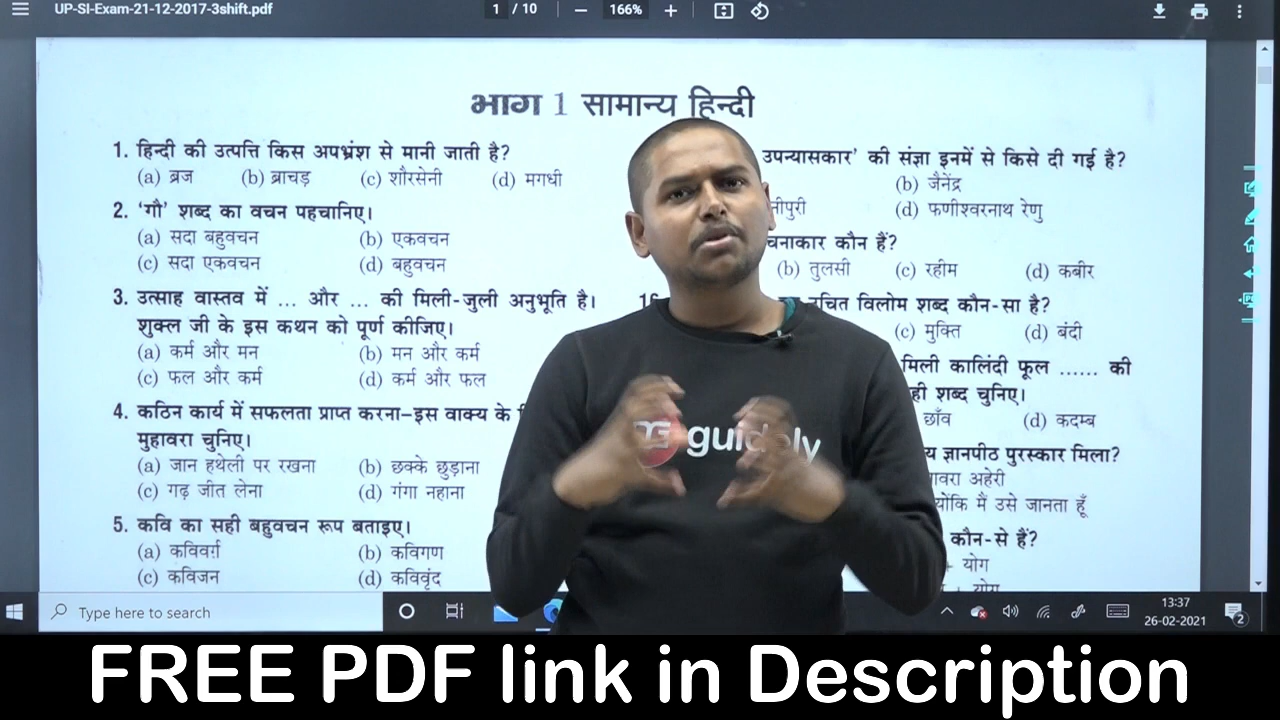 UP-SI-Exam-21-12-2017-3shift.pdf
1 / 10
166%
भाग 1 सामान्य हिन्दी
1. हिन्दी की उत्पत्ति किस अपभ्रंश से मानी जाती है?
(a) ब्रज (b) ब्राचड़ (c) शौरसेनी (d) मगधी
2. 'गौ' शब्द का वचन पहचानिए।
(a) सदा बहुवचन (b) एकवचन
(c) सदा एकवचन (d) बहुवचन
3. उत्साह वास्तव में ... और ... की मिली-जुली अनुभूति है।
शुक्ल जी के इस कथन को पूर्ण कीजिए।
(a) कर्म और मन (b) मन और कर्म
(c) फल और कर्म (d) कर्म और फल
4. कठिन कार्य में सफलता प्राप्त करना–इस वाक्य के
मुहावरा चुनिए।
(a) जान हथेली पर रखना (b) छक्के छुड़ाना
(c) गढ़ जीत लेना (d) गंगा नहाना
5. कवि का सही बहुवचन रूप बताइए।
(a) कविवर्ग (b) कविगण
(c) कविजन (d) कविवृंद
उपन्यासकार' की संज्ञा इनमें से किसे दी गई है?
(b) जैनेंद्र
(d) फणीश्वरनाथ रेणु
कौन हैं?
(b) तुलसी (c) रहीम (d) कबीर
उचित विलोम शब्द कौन-सा है?
(c) मुक्ति (d) बंदी
मिली कालिंदी फूल ...... की
ही शब्द चुनिए।
छाँव (d) कदम्ब
ज्ञानपीठ पुरस्कार मिला?
अहेरी
मैं उसे जानता हूँ
कौन-से हैं?
+ योग
+ योग
guidely
Type here to search
13:37
26-02-2021
2
FREE PDF link in Description